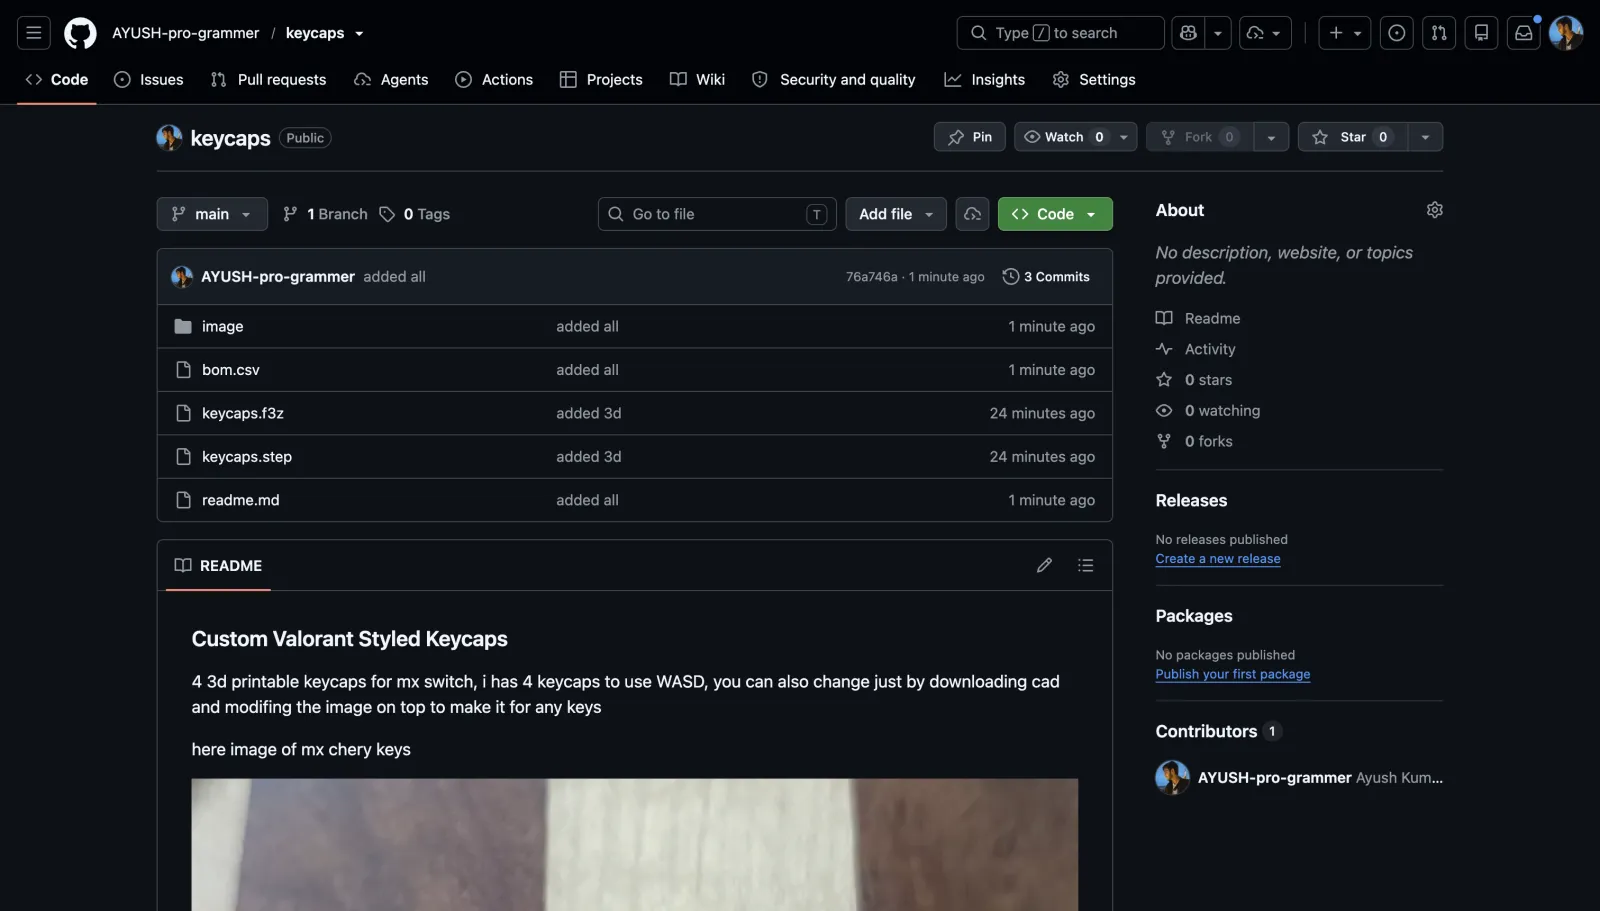 AYUSH-pro-grammer / keycaps
Type / to search
Code
Issues
Pull requests
Agents
Actions
Projects
Wiki
Security and quality
Insights
Settings
keycaps Public
Pin
Watch 0
Fork 0
Star 0
main
1 Branch
0 Tags
Go to file T
Add file
Code
AYUSH-pro-grammer added all
76a746a · 1 minute ago
3 Commits
image added all 1 minute ago
bom.csv added all 1 minute ago
keycaps.f3z added 3d 24 minutes ago
keycaps.step added 3d 24 minutes ago
readme.md added all 1 minute ago
README
Custom Valorant Styled Keycaps
4 3d printable keycaps for mx switch, i has 4 keycaps to use WASD, you can also change just by downloading cad
and modifing the image on top to make it for any keys
here image of mx chery keys
About
No description, website, or topics
provided.
Readme
Activity
0 stars
0 watching
0 forks
Releases
No releases published
Create a new release
Packages
No packages published
Publish your first package
Contributors 1
AYUSH-pro-grammer Ayush Kum...